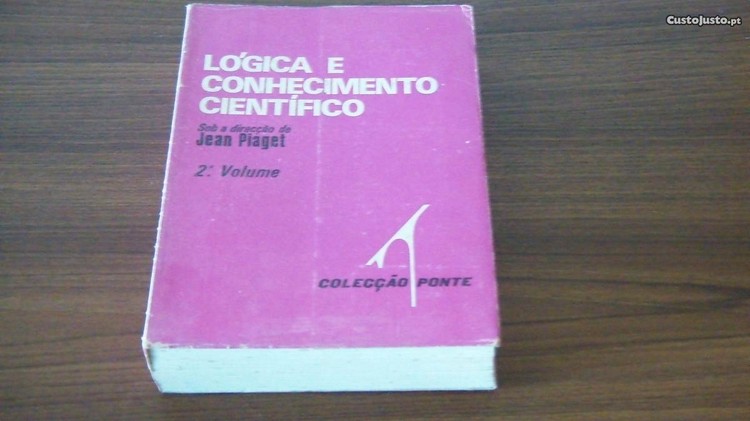 CustoJusto.pt
LÓGICA E
CONHECIMENTO
CIENTÍFICO
Sob a direcção de
Jean Piaget
2.º Volume
COLECÇÃO PONTE